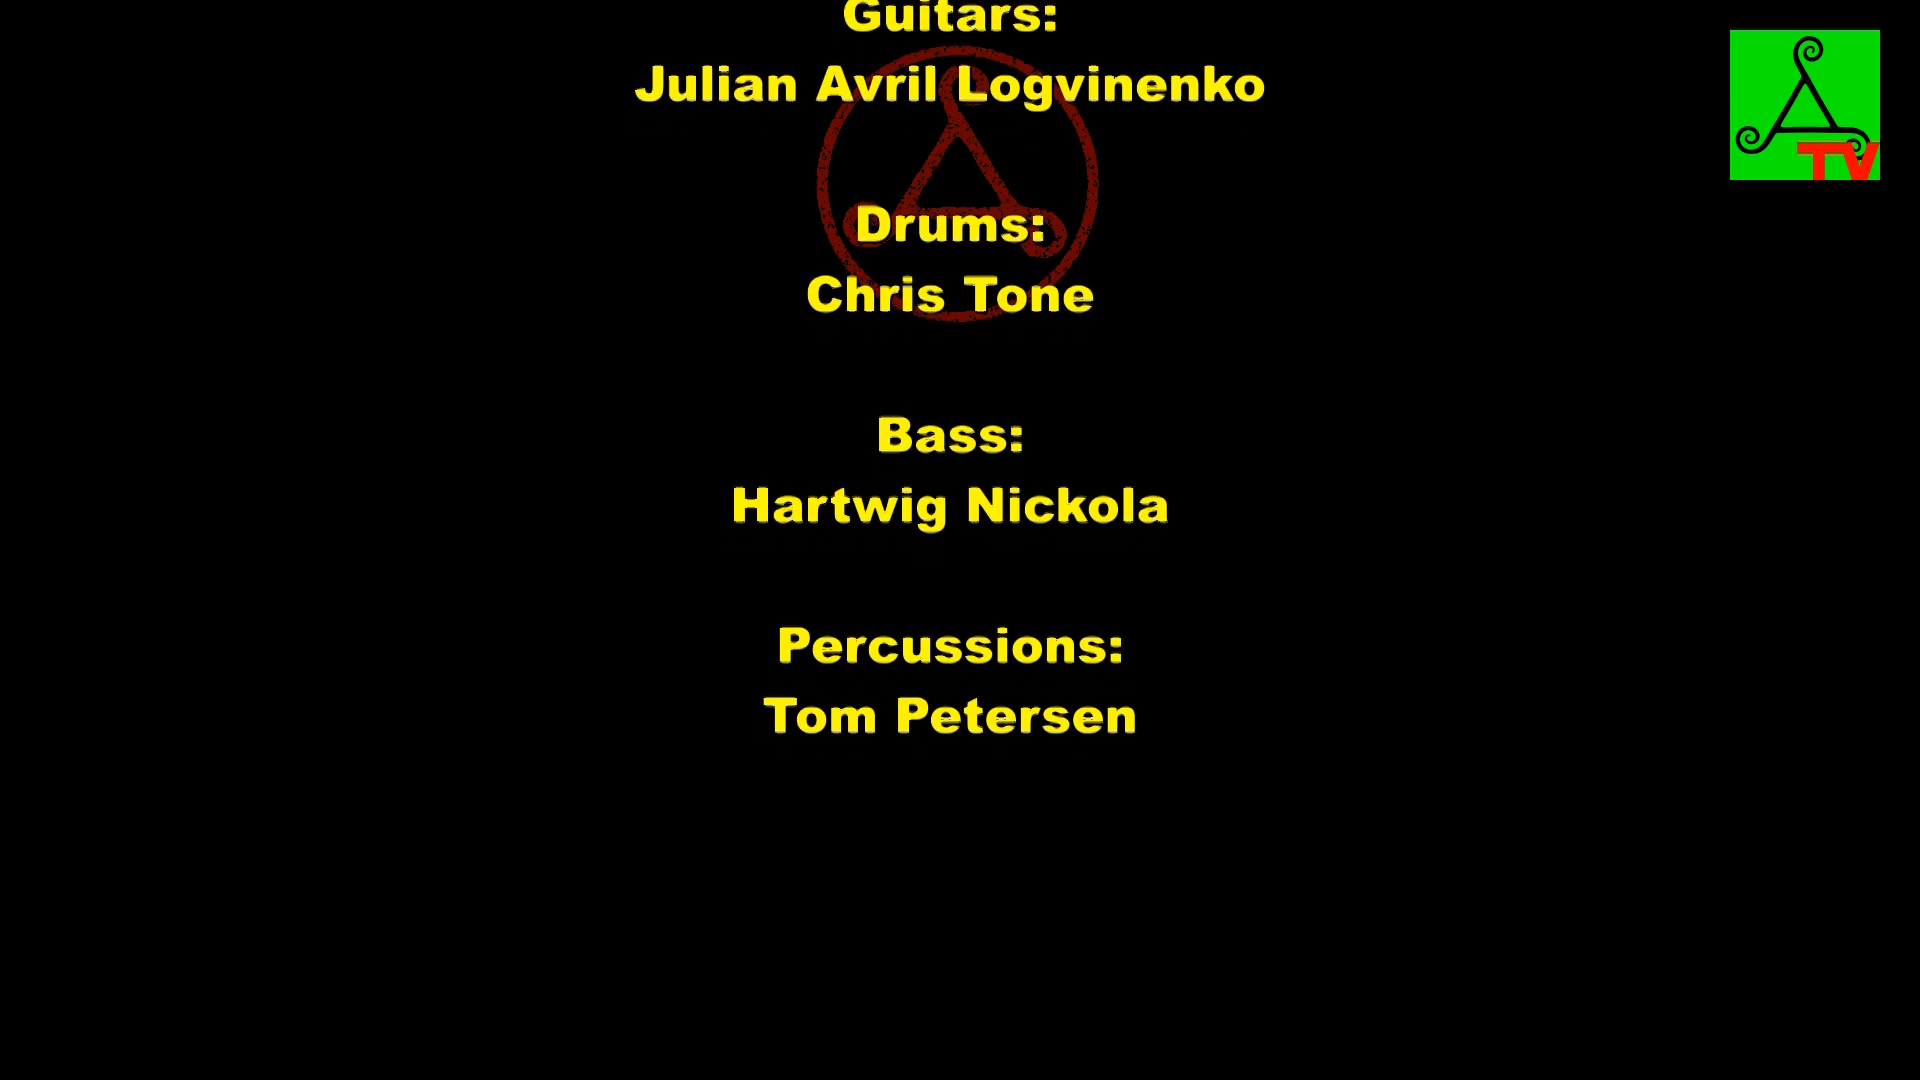 Guitars:
Julian Avril Logvinenko
Drums:
Chris Tone
Bass:
Hartwig Nickola
Percussions:
Tom Petersen
TV